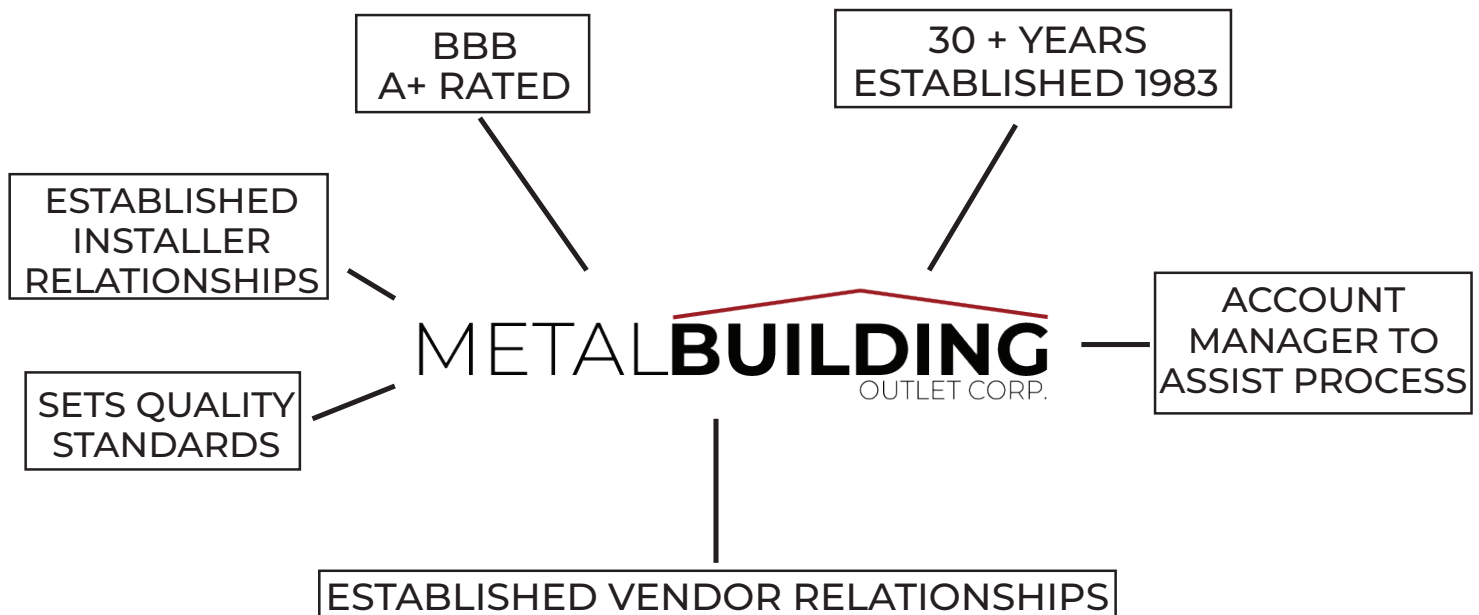 BBB
A+ RATED
30 + YEARS
ESTABLISHED 1983
ESTABLISHED
INSTALLER
RELATIONSHIPS
METALBUILDING
OUTLET CORP.
ACCOUNT
MANAGER TO
ASSIST PROCESS
SETS QUALITY
STANDARDS
ESTABLISHED VENDOR RELATIONSHIPS